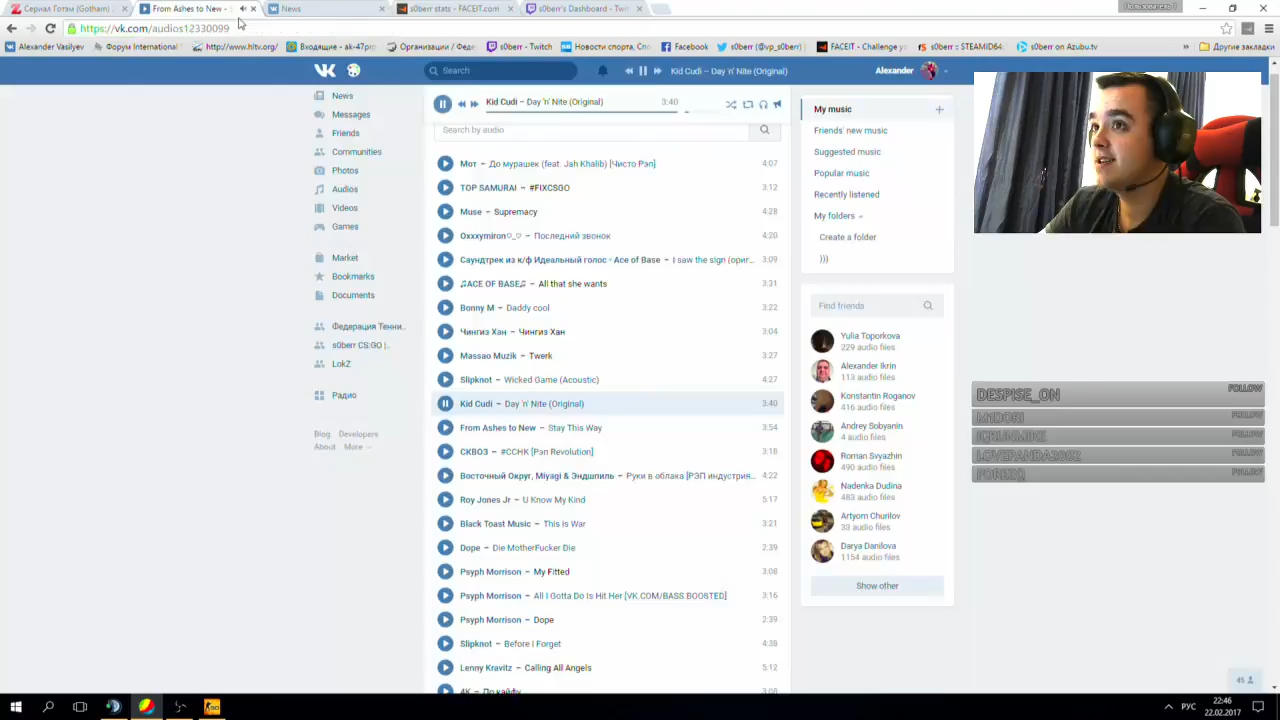 Сериал Готэм (Gotham)
From Ashes to New -
News
s0berr stats - FACEIT.com
s0berr's Dashboard - Twit
https://vk.com/audios12330099
Alexander Vasilyev
Форум International
http://www.hltv.org/
Входящие - ak-47pro
Организации / Феде
s0berr - Twitch
Новости спорта, Спо
Facebook
s0berr (@vp_s0berr)
FACEIT - Challenge yo
s0berr :: STEAMID64:
s0berr on Azubu.tv
»
Другие закладки
Search
Kid Cudi – Day 'n' Nite (Original)
Alexander
News
Messages
Friends
Communities
Photos
Audios
Videos
Games
Market
Bookmarks
Documents
Федерация Тенни..
s0berr CS:GO |..
LokZ
Радио
Blog Developers
About More
Kid Cudi – Day 'n' Nite (Original) 3:40
Search by audio
Мот – До мурашек (feat. Jah Khalib) [Чисто Рэп] 4:07
TOP SAMURAI – #FIXCSGO 3:12
Muse – Supremacy 4:28
Oxxxymiron♡_♡ – Последний звонок 4:20
Саундтрек из к/ф Идеальный голос - Ace of Base – I saw the sign (ориг... 3:09
♫ACE OF BASE♫ – All that she wants 3:31
Bonny M – Daddy cool 3:22
Чингиз Хан – Чингиз Хан 3:04
Massao Muzik – Twerk 3:27
Slipknot – Wicked Game (Acoustic) 4:27
Kid Cudi – Day 'n' Nite (Original) 3:40
From Ashes to New – Stay This Way 3:54
СКВОЗ – #ССНК [Рэп Revolution] 3:18
Восточный Округ, Miyagi & Эндшпиль – Руки в облака [РЭП индустрия... 4:22
Roy Jones Jr – U Know My Kind 5:17
Black Toast Music – This is War 3:21
Dope – Die MotherFucker Die 2:39
Psyph Morrison – My Fitted 3:08
Psyph Morrison – All I Gotta Do Is Hit Her [VK.COM/BASS.BOOSTED] 3:16
Psyph Morrison – Dope 2:39
Slipknot – Before I Forget 4:38
Lenny Kravitz – Calling All Angels 5:12
4К – По кайфу 3:08
My music
Friends' new music
Suggested music
Popular music
Recently listened
My folders
Create a folder
)))
Find friends
Yulia Toporkova
229 audio files
Alexander Ikrin
113 audio files
Konstantin Roganov
416 audio files
Andrey Sobyanin
4 audio files
Roman Svyazhin
490 audio files
Nadenka Dudina
483 audio files
Artyom Churilov
33 audio files
Darya Danilova
1154 audio files
Show other
DESPISE_ON FOLLOW
M1DORI FOLLOW
FOLLOW
LOVEPANDA2002 FOLLOW
FOLLOW
45
РУС
22:46
22.02.2017